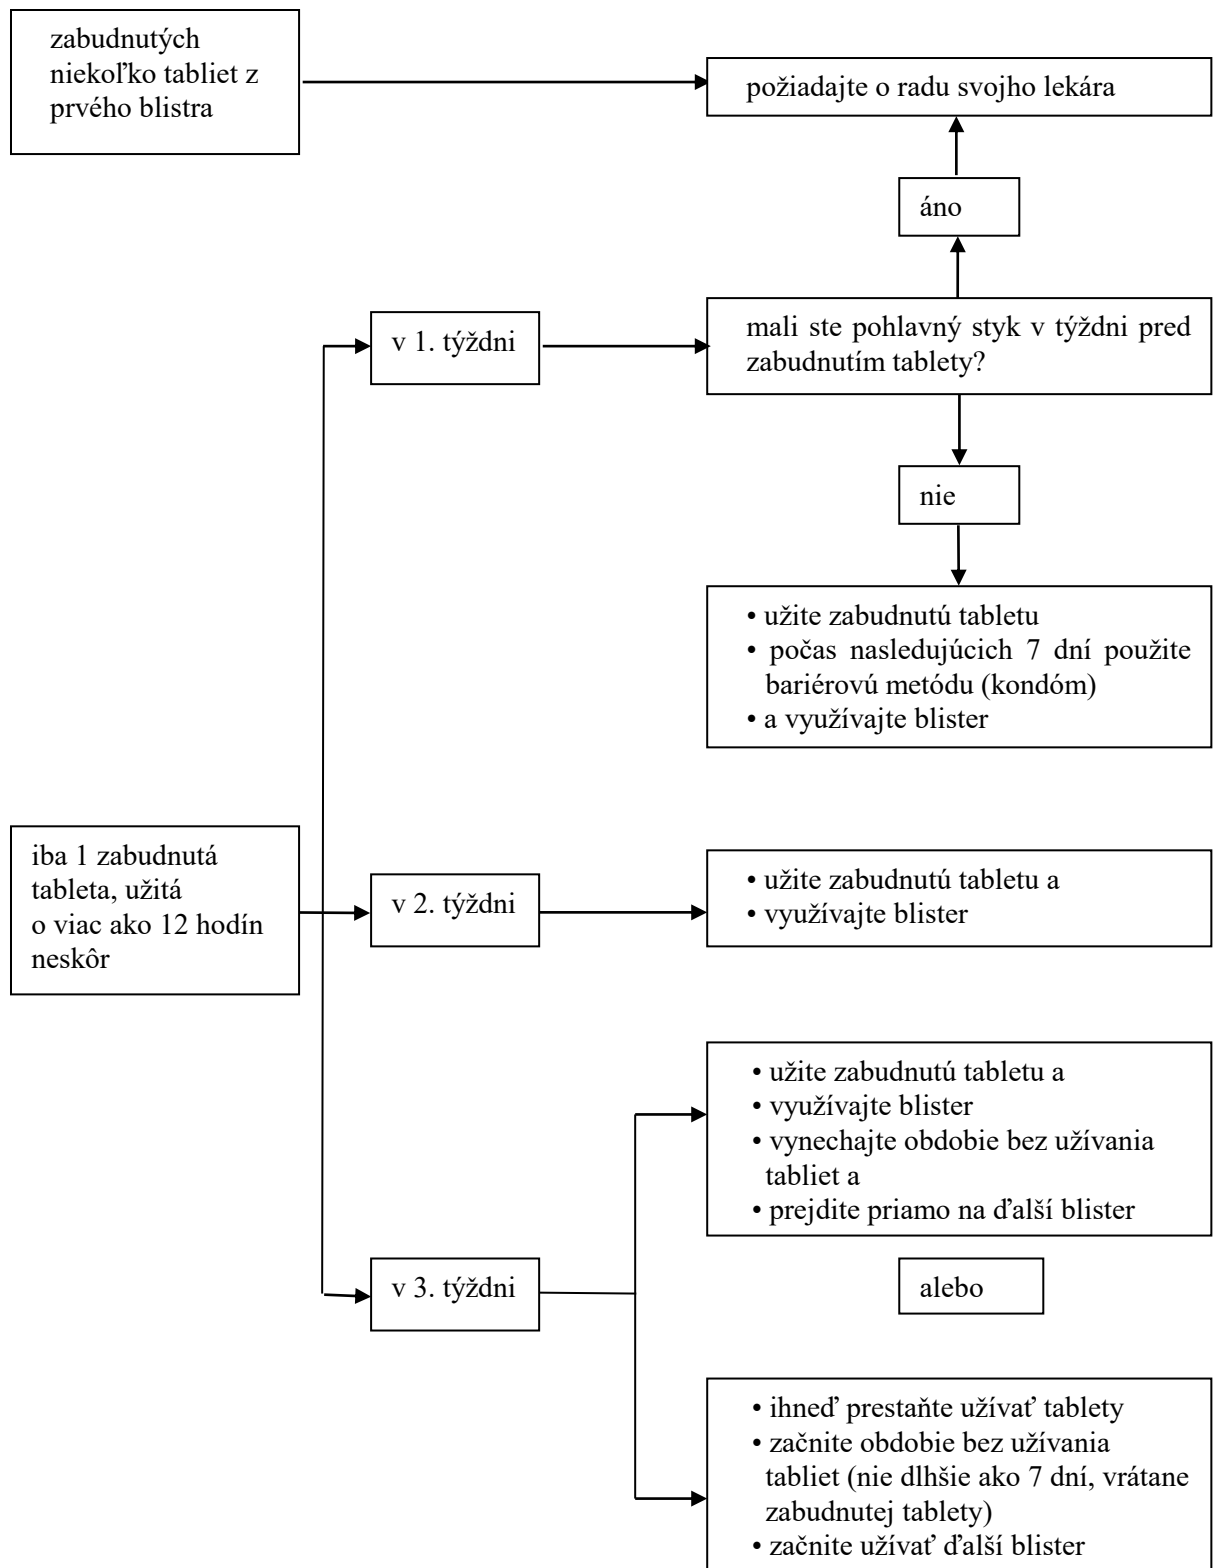 zabudnutých
niekoľko tabliet z
prvého blistra
požiadajte o radu svojho lekára
áno
v 1. týždni
mali ste pohlavný styk v týždni pred
zabudnutím tablety?
nie
• užite zabudnutú tabletu
• počas nasledujúcich 7 dní použite
bariérovú metódu (kondóm)
• a využívajte blister
iba 1 zabudnutá
tableta, užitá
o viac ako 12 hodín
neskôr
v 2. týždni
• užite zabudnutú tabletu a
• využívajte blister
• užite zabudnutú tabletu a
• využívajte blister
• vynechajte obdobie bez užívania
tabliet a
• prejdite priamo na ďalší blister
v 3. týždni
alebo
• ihneď prestaňte užívať tablety
• začnite obdobie bez užívania
tabliet (nie dlhšie ako 7 dní, vrátane
zabudnutej tablety)
• začnite užívať ďalší blister